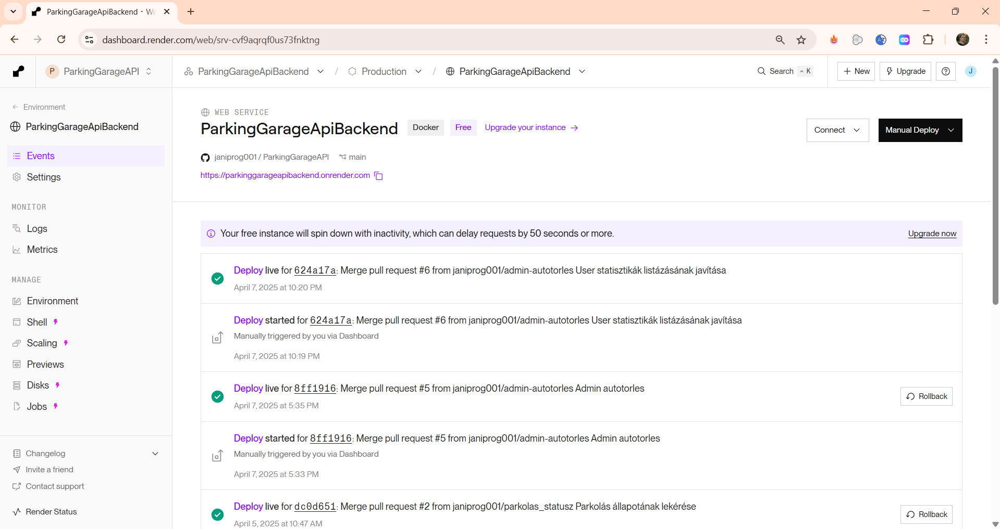 ParkingGarageApiBackend · We
dashboard.render.com/web/srv-cvf9aqrqf0us73fnktng
P ParkingGarageAPI
ParkingGarageApiBackend / Production / ParkingGarageApiBackend
Search ^ K
New
Upgrade
J
Environment
ParkingGarageApiBackend
Events
Settings
MONITOR
Logs
Metrics
MANAGE
Environment
Shell
Scaling
Previews
Disks
Jobs
Changelog
Invite a friend
Contact support
Render Status
WEB SERVICE
ParkingGarageApiBackend Docker Free Upgrade your instance
Connect
Manual Deploy
janiprog001 / ParkingGarageAPI main
https://parkinggarageapibackend.onrender.com
Your free instance will spin down with inactivity, which can delay requests by 50 seconds or more. Upgrade now
Deploy live for 624a17a: Merge pull request #6 from janiprog001/admin-autotorles User statisztikák listázásának javítása
April 7, 2025 at 10:20 PM
Deploy started for 624a17a: Merge pull request #6 from janiprog001/admin-autotorles User statisztikák listázásának javítása
Manually triggered by you via Dashboard
April 7, 2025 at 10:19 PM
Deploy live for 8ff1916: Merge pull request #5 from janiprog001/admin-autotorles Admin autotorles
April 7, 2025 at 5:35 PM
Rollback
Deploy started for 8ff1916: Merge pull request #5 from janiprog001/admin-autotorles Admin autotorles
Manually triggered by you via Dashboard
April 7, 2025 at 5:33 PM
Deploy live for dc0d651: Merge pull request #2 from janiprog001/parkolas_statusz Parkolás állapotának lekérése
April 5, 2025 at 10:47 AM
Rollback